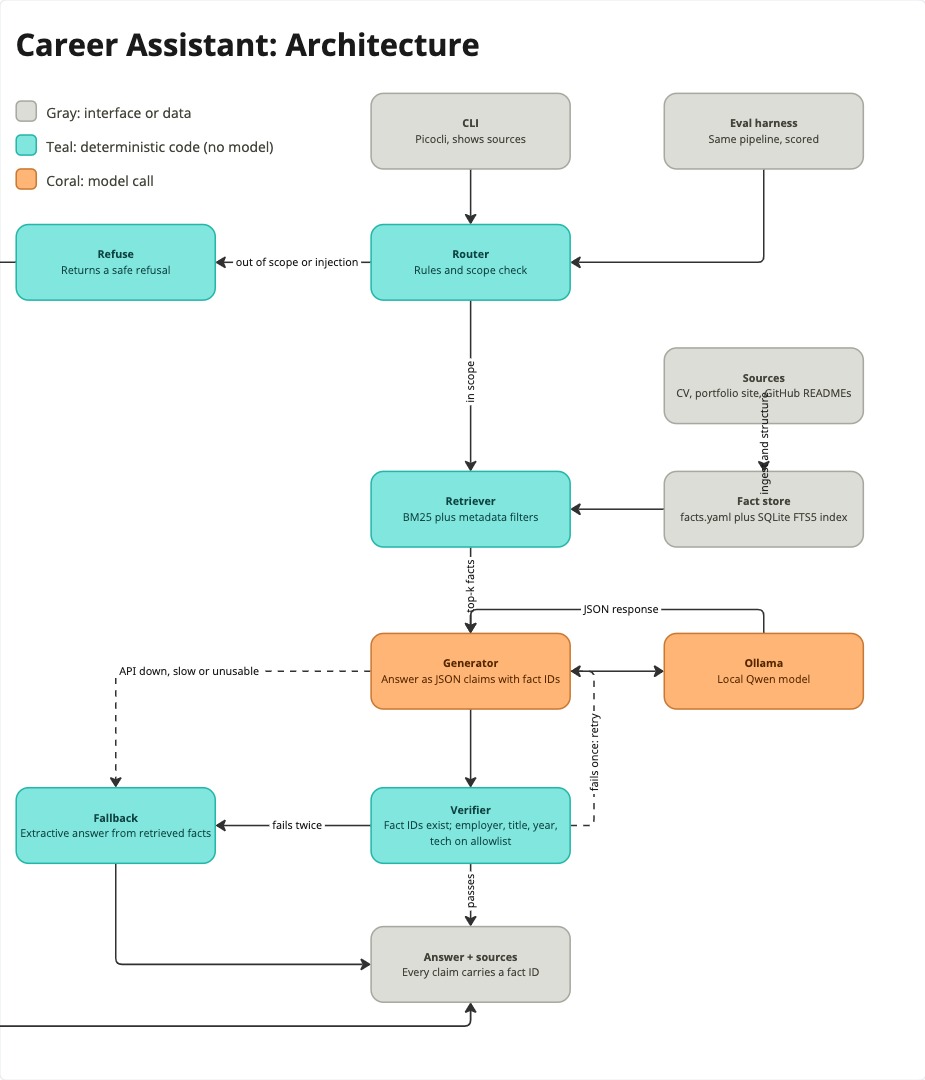 Career Assistant: Architecture
Gray: interface or data
Teal: deterministic code (no model)
Coral: model call
CLI
Picocli, shows sources
Eval harness
Same pipeline, scored
Refuse
Returns a safe refusal
out of scope or injection
Router
Rules and scope check
in scope
Sources
CV, portfolio site, GitHub READMEs
ingest and structure
Retriever
BM25 plus metadata filters
Fact store
facts.yaml plus SQLite FTS5 index
top-k facts
JSON response
API down, slow or unusable
Generator
Answer as JSON claims with fact IDs
Ollama
Local Qwen model
fails once: retry
Fallback
Extractive answer from retrieved facts
fails twice
Verifier
Fact IDs exist; employer, title, year,
tech on allowlist
passes
Answer + sources
Every claim carries a fact ID